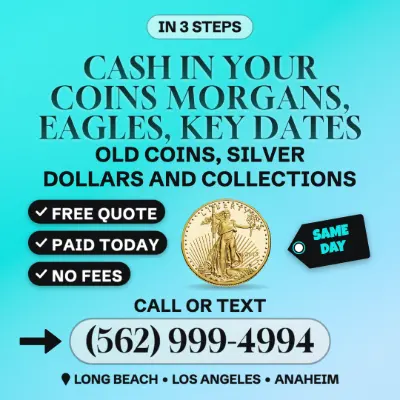 IN 3 STEPS
CASH IN YOUR
COINS MORGANS,
EAGLES, KEY DATES
OLD COINS, SILVER
DOLLARS AND COLLECTIONS
✓ FREE QUOTE
✓ PAID TODAY
✓ NO FEES
LIBERTY
SAME
DAY
CALL OR TEXT
(562) 999-4994
LONG BEACH • LOS ANGELES • ANAHEIM